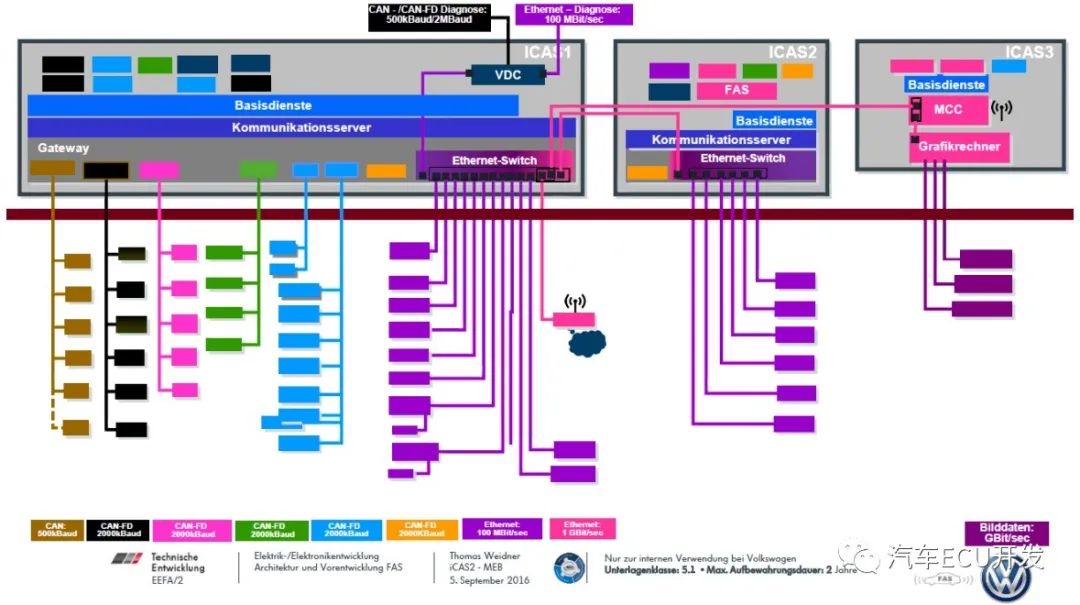 CAN - /CAN-FD Diagnose:
500kBaud/2MBaud
Ethernet – Diagnose:
100 MBit/sec
ICAS1
VDC
Basisdienste
Kommunikationsserver
Gateway
Ethernet-Switch
ICAS2
FAS
Basisdienste
Kommunikationsserver
Ethernet-Switch
ICAS3
Basisdienste
MCC
Grafikrechner
CAN:
500kBaud
CAN-FD
2000kBaud
CAN-FD
2000kBaud
CAN-FD
2000kBaud
CAN-FD
2000kBaud
CAN-FD
2000KBaud
Ethernet:
100 MBit/sec
Ethernet:
1 GBit/sec
Bilddaten:
GBit/sec
Technische
Entwicklung
EEFA/2
Elektrik-/Elektronikentwicklung
Architektur und Vorentwicklung FAS
Thomas Weidner
iCAS2 - MEB
5. September 2016
Nur zur internen Verwendung bei Volkswagen
Unterlagenklasse: 5.1 • Max. Aufbewahrungsdauer: 2 Jahre
汽车ECU开发
FAS